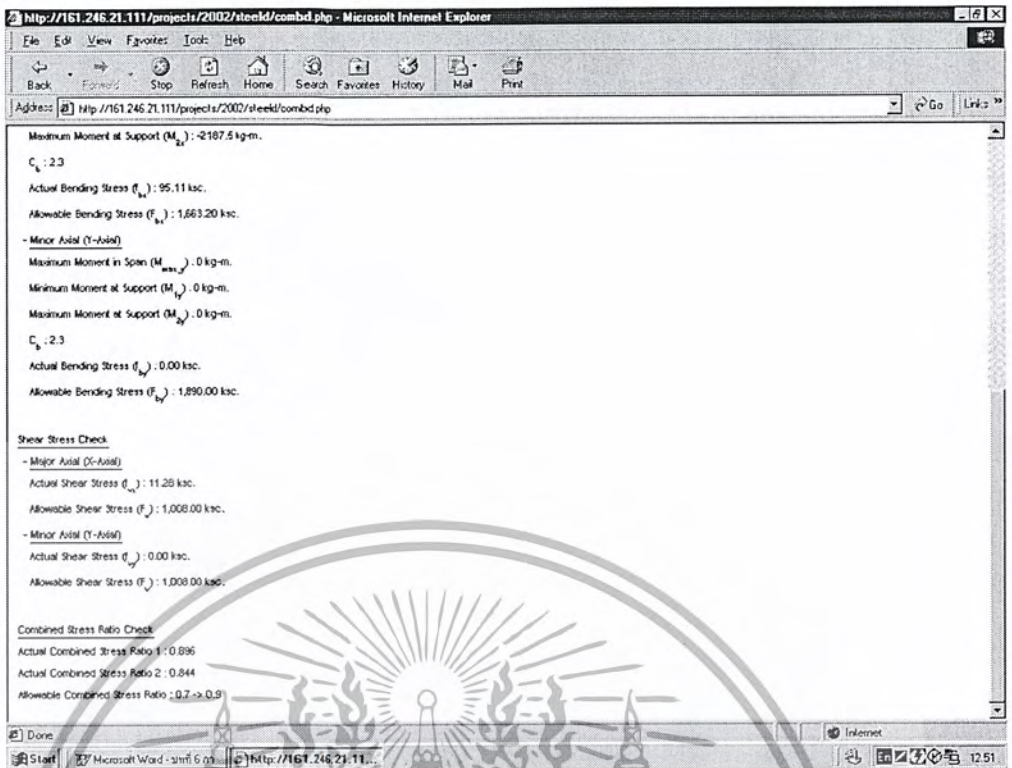 http://161.246.21.111/projects/2002/steeld/combd.php - Microsoft Internet Explorer
File Edit View Favorites Tools Help
Back Forward Stop Refresh Home Search Favorites History Mail Print
Address http://161.246.21.111/projects/2002/steeld/combd.php Go Links »
Maximum Moment at Support (M2x) : -2187.5 kg-m.
Cb : 2.3
Actual Bending Stress (fbx) : 95.11 ksc.
Allowable Bending Stress (Fbx) : 1,663.20 ksc.
- Minor Axial (Y-Axial)
Maximum Moment in Span (Mmax,y) : 0 kg-m.
Minimum Moment at Support (M1y) : 0 kg-m.
Maximum Moment at Support (M2y) : 0 kg-m.
Cb : 2.3
Actual Bending Stress (fby) : 0.00 ksc.
Allowable Bending Stress (Fby) : 1,890.00 ksc.
Shear Stress Check
- Major Axial (X-Axial)
Actual Shear Stress (fvx) : 11.28 ksc.
Allowable Shear Stress (Fv) : 1,008.00 ksc.
- Minor Axial (Y-Axial)
Actual Shear Stress (fvy) : 0.00 ksc.
Allowable Shear Stress (Fv) : 1,008.00 ksc.
Combined Stress Ratio Check
Actual Combined Stress Ratio 1 : 0.896
Actual Combined Stress Ratio 2 : 0.844
Allowable Combined Stress Ratio : 0.7 -> 0.9
Done Internet
Start Microsoft Word - บทที่ 6 http://161.246.21.11... En 12:51